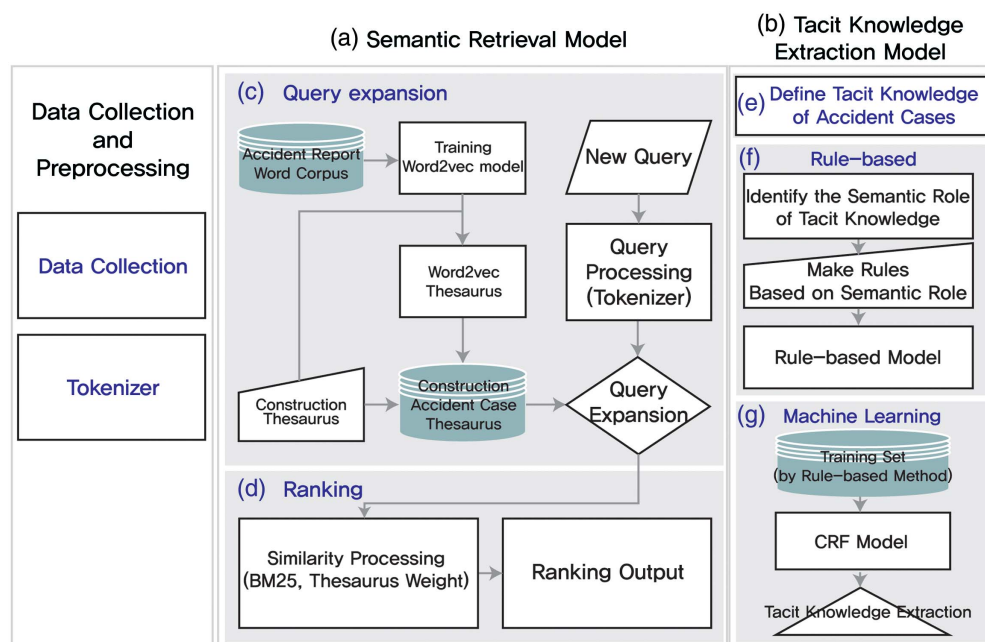 (a) Semantic Retrieval Model
(b) Tacit Knowledge
Extraction Model
Data Collection
and
Preprocessing
Data Collection
Tokenizer
(c) Query expansion
Accident Report
Word Corpus
Training
Word2vec model
New Query
Word2vec
Thesaurus
Query
Processing
(Tokenizer)
Construction
Thesaurus
Construction
Accident Case
Thesaurus
Query
Expansion
(d) Ranking
Similarity Processing
(BM25, Thesaurus Weight)
Ranking Output
(e) Define Tacit Knowledge
of Accident Cases
(f) Rule-based
Identify the Semantic Role
of Tacit Knowledge
Make Rules
Based on Semantic Role
Rule-based Model
(g) Machine Learning
Training Set
(by Rule-based Method)
CRF Model
Tacit Knowledge Extraction